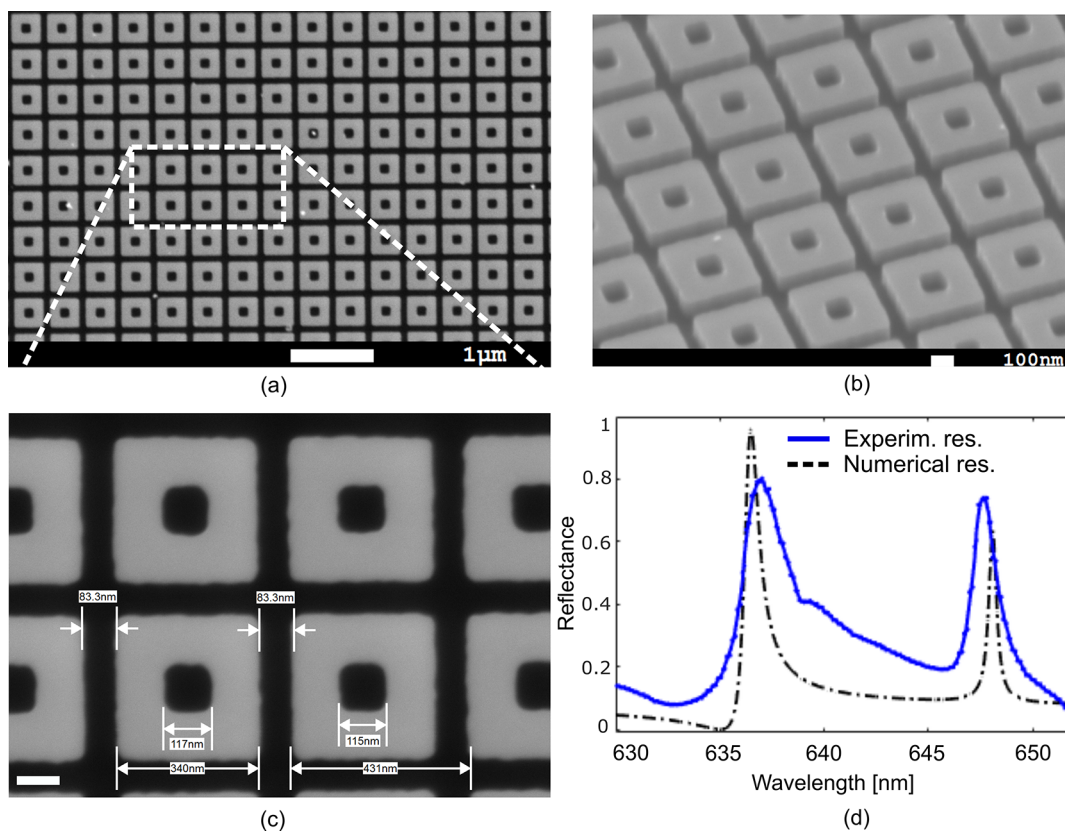 1μm
(a)
100nm
(b)
83.3nm
83.3nm
117nm
115nm
340nm
431nm
(c)
1
0.8
0.6
0.4
0.2
0
Reflectance
Experim. res.
Numerical res.
630
635
640
645
650
Wavelength [nm]
(d)